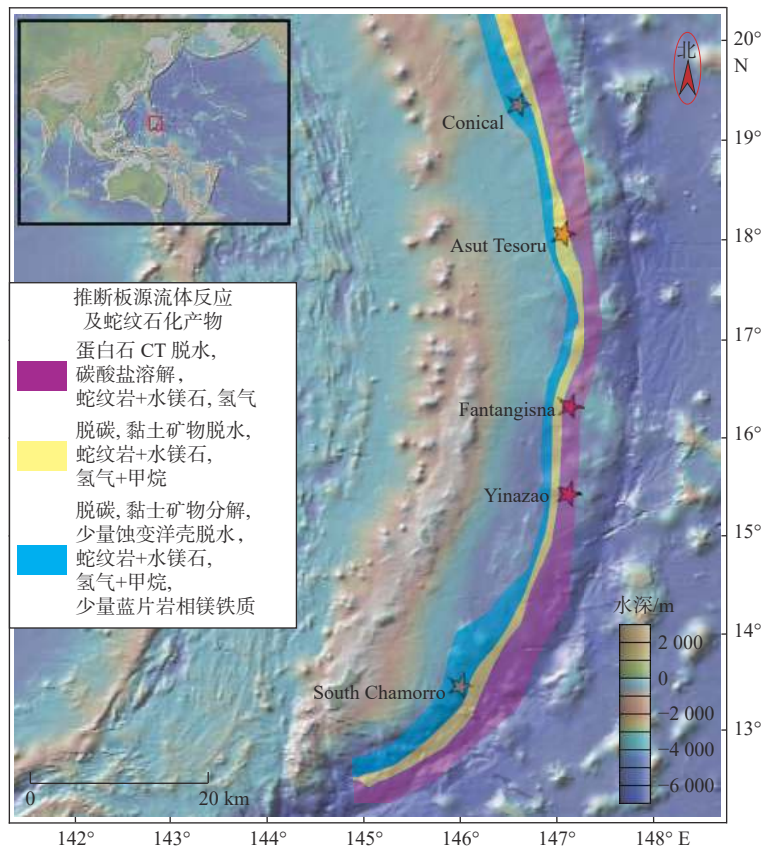 北
20°
N
Conical
19°
Asut Tesoru
18°
推断板源流体反应
及蛇纹石化产物
蛋白石 CT 脱水,
碳酸盐溶解,
蛇纹岩+水镁石, 氢气
脱碳, 黏土矿物脱水,
蛇纹岩+水镁石,
氢气+甲烷
脱碳, 黏土矿物分解,
少量蚀变洋壳脱水,
蛇纹岩+水镁石,
氢气+甲烷,
少量蓝片岩相镁铁质
17°
Fantangisna
16°
Yinazao
15°
水深/m
2 000
0
−2 000
−4 000
−6 000
14°
South Chamorro
13°
0
20 km
142°
143°
144°
145°
146°
147°
148° E